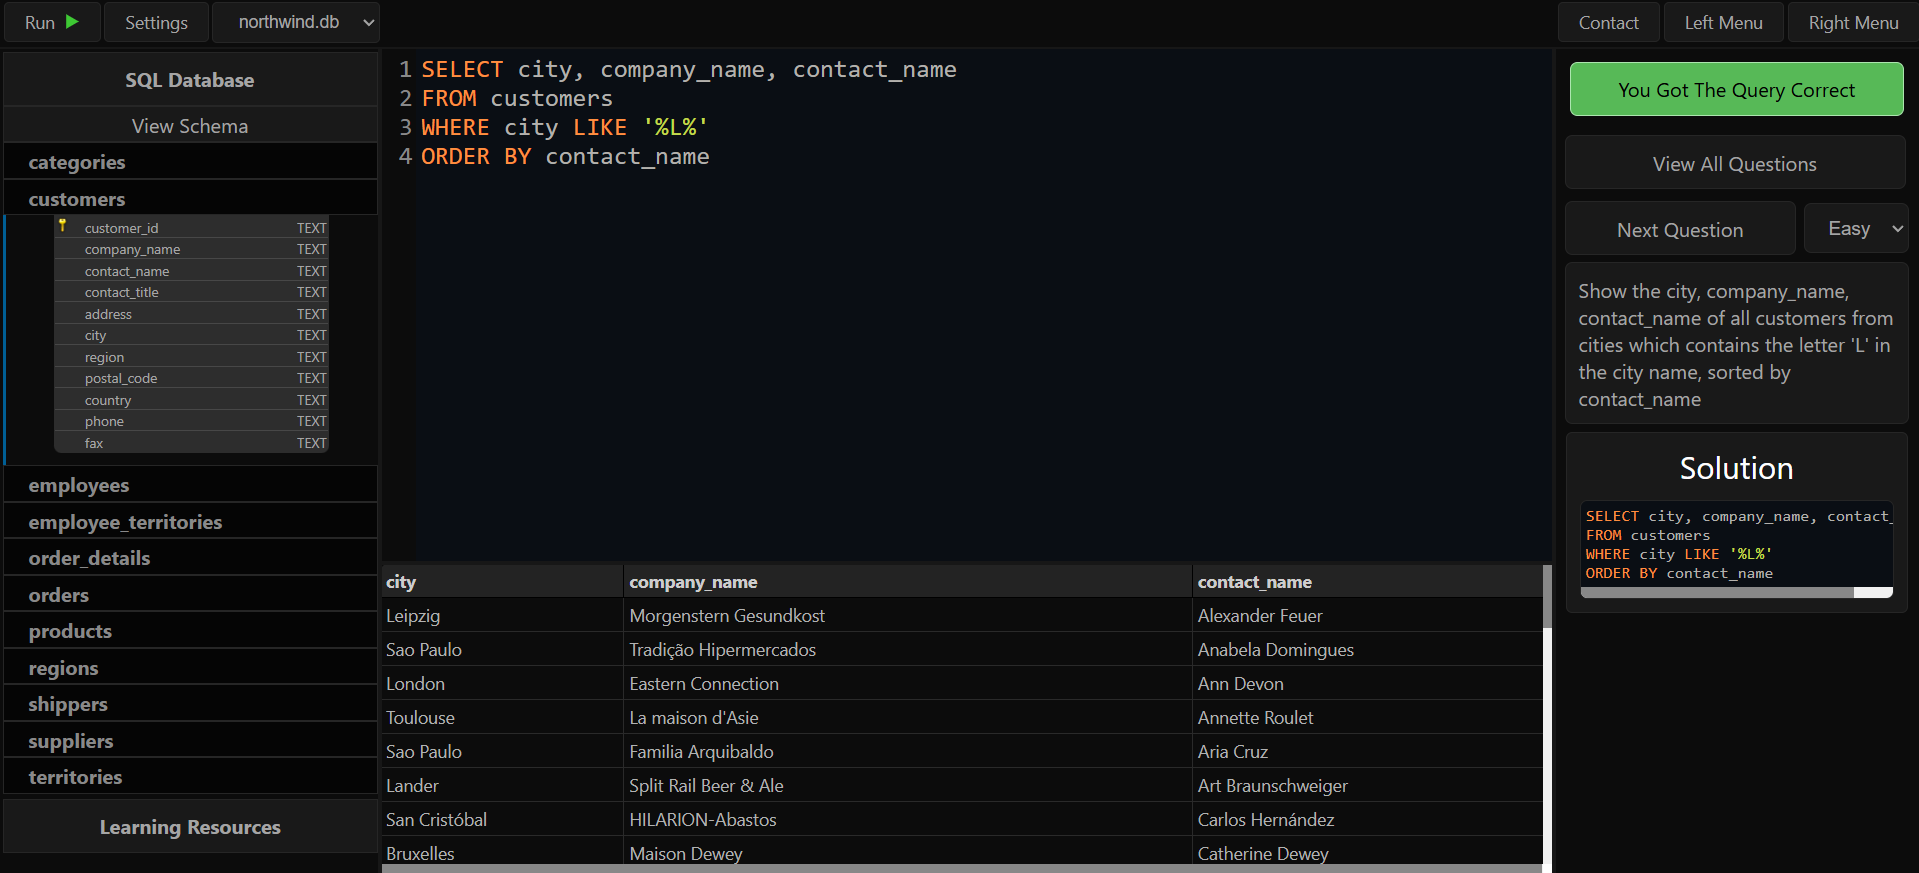 Run
Settings
northwind.db
Contact
Left Menu
Right Menu
SQL Database
View Schema
categories
customers
customer_id TEXT
company_name TEXT
contact_name TEXT
contact_title TEXT
address TEXT
city TEXT
region TEXT
postal_code TEXT
country TEXT
phone TEXT
fax TEXT
employees
employee_territories
order_details
orders
products
regions
shippers
suppliers
territories
Learning Resources
1 SELECT city, company_name, contact_name
2 FROM customers
3 WHERE city LIKE '%L%'
4 ORDER BY contact_name
city company_name contact_name
Leipzig Morgenstern Gesundkost Alexander Feuer
Sao Paulo Tradição Hipermercados Anabela Domingues
London Eastern Connection Ann Devon
Toulouse La maison d'Asie Annette Roulet
Sao Paulo Familia Arquibaldo Aria Cruz
Lander Split Rail Beer & Ale Art Braunschweiger
San Cristóbal HILARION-Abastos Carlos Hernández
Bruxelles Maison Dewey Catherine Dewey
You Got The Query Correct
View All Questions
Next Question
Easy
Show the city, company_name,
contact_name of all customers from
cities which contains the letter 'L' in
the city name, sorted by
contact_name
Solution
SELECT city, company_name, contact_
FROM customers
WHERE city LIKE '%L%'
ORDER BY contact_name